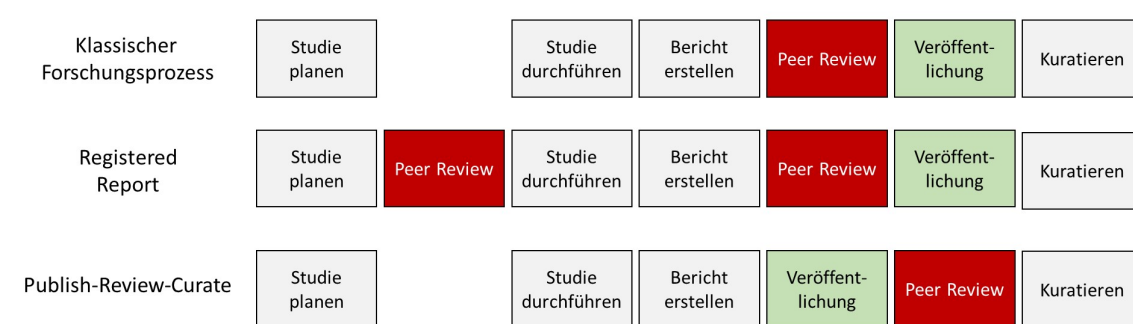 Klassischer
Forschungsprozess
Studie
planen
Studie
durchführen
Bericht
erstellen
Peer Review
Veröffent-
lichung
Kuratieren
Registered
Report
Studie
planen
Peer Review
Studie
durchführen
Bericht
erstellen
Peer Review
Veröffent-
lichung
Kuratieren
Publish-Review-Curate
Studie
planen
Studie
durchführen
Bericht
erstellen
Veröffent-
lichung
Peer Review
Kuratieren